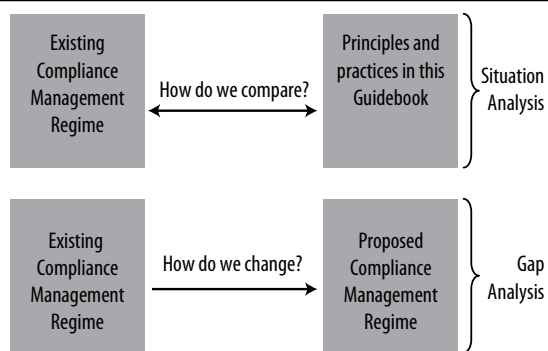 Existing
Compliance
Management
Regime
How do we compare?
Principles and
practices in this
Guidebook
Situation
Analysis
Existing
Compliance
Management
Regime
How do we change?
Proposed
Compliance
Management
Regime
Gap
Analysis